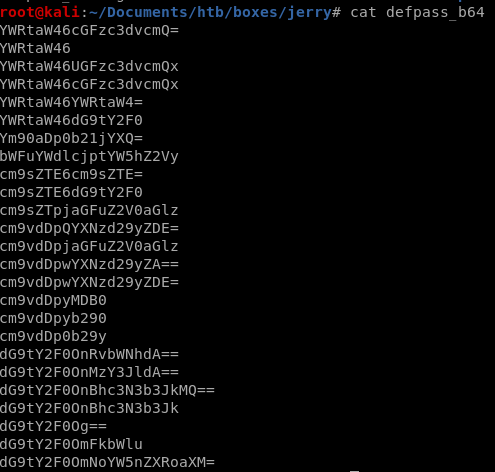 root@kali:~/Documents/htb/boxes/jerry# cat defpass_b64
YWRtaW46cGFzc3dvcmQ=
YWRtaW46
YWRtaW46UGFzc3dvcmQx
YWRtaW46cGFzc3dvcmQx
YWRtaW46YWRtaW4=
YWRtaW46dG9tY2F0
Ym90aDp0b21jYXQ=
bWFuYWdlcjptYW5hZ2Vy
cm9sZTE6cm9sZTE=
cm9sZTE6dG9tY2F0
cm9sZTpjaGFuZ2V0aGlz
cm9vdDpQYXNzd29yZDE=
cm9vdDpjaGFuZ2V0aGlz
cm9vdDpwYXNzd29yZA==
cm9vdDpwYXNzd29yZDE=
cm9vdDpyMDB0
cm9vdDpyb290
cm9vdDp0b29y
dG9tY2F0OnRvbWNhdA==
dG9tY2F0OnMzY3JldA==
dG9tY2F0OnBhc3N3b3JkMQ==
dG9tY2F0OnBhc3N3b3Jk
dG9tY2F0Og==
dG9tY2F0OmFkbWlu
dG9tY2F0OmNoYW5nZXRoaXM=